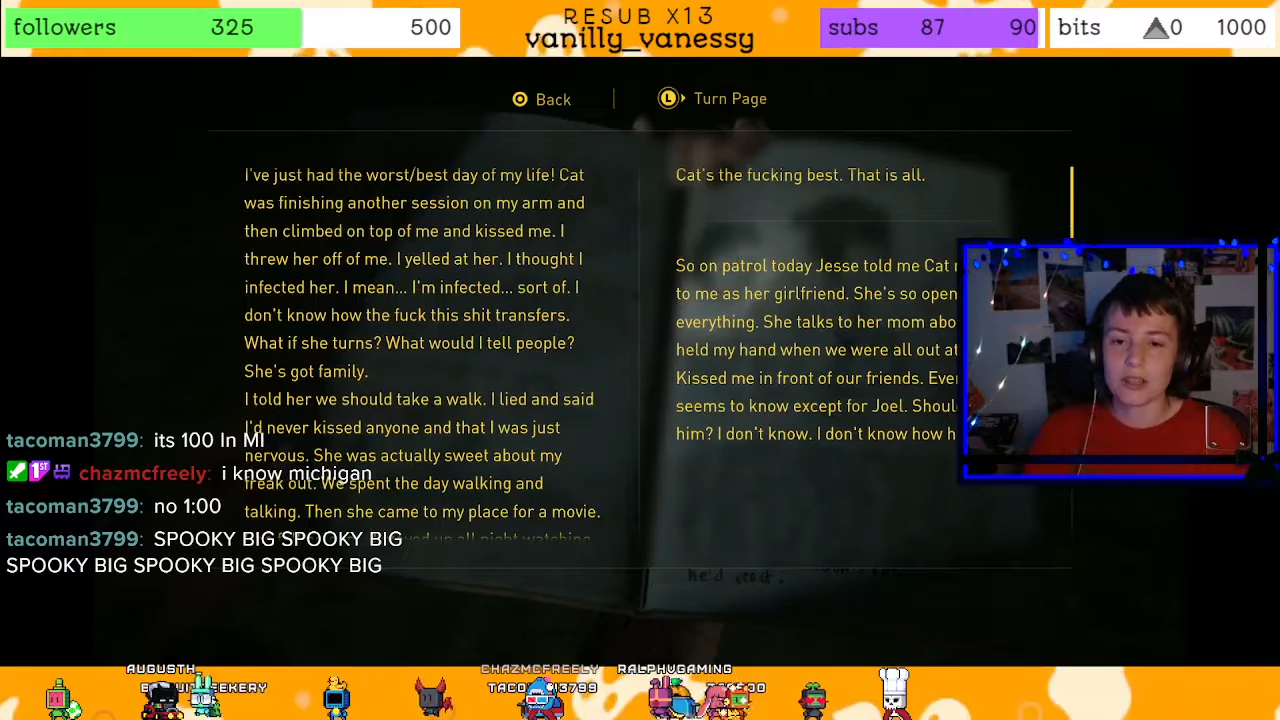 followers 325 500
RESUB X13
vanilly_vanessy
subs 87 90
bits 0 1000
Back
L Turn Page
I've just had the worst/best day of my life! Cat
was finishing another session on my arm and
then climbed on top of me and kissed me. I
threw her off of me. I yelled at her. I thought I
infected her. I mean... I'm infected... sort of. I
don't know how the fuck this shit transfers.
What if she turns? What would I tell people?
She's got family.
I told her we should take a walk. I lied and said
I'd never kissed anyone and that I was just
nervous. She was actually sweet about my
freak out. We spent the day walking and
talking. Then she came to my place for a movie.
up all night watching
Cat's the fucking best. That is all.
So on patrol today Jesse told me Cat
to me as her girlfriend. She's so open
everything. She talks to her mom abo
held my hand when we were all out at
Kissed me in front of our friends. Ever
seems to know except for Joel. Shoul
him? I don't know. I don't know how h
he'd react.
tacoman3799: its 100 In MI
1ST chazmcfreely: i know michigan
tacoman3799: no 1:00
tacoman3799: SPOOKY BIG SPOOKY BIG
SPOOKY BIG SPOOKY BIG SPOOKY BIG
AUGUSTH
CHAZMCFREELY RALPHVGAMING